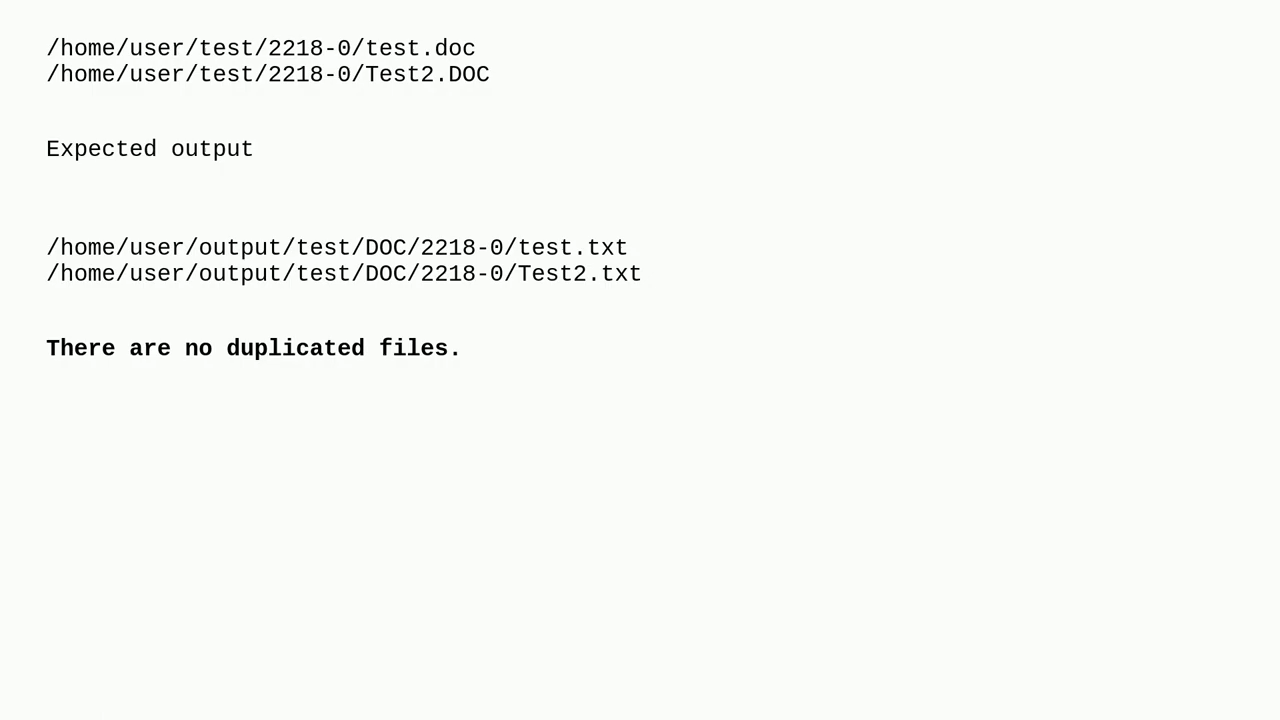 /home/user/test/2218-0/test.doc
/home/user/test/2218-0/Test2.DOC
Expected output
/home/user/output/test/DOC/2218-0/test.txt
/home/user/output/test/DOC/2218-0/Test2.txt
There are no duplicated files.